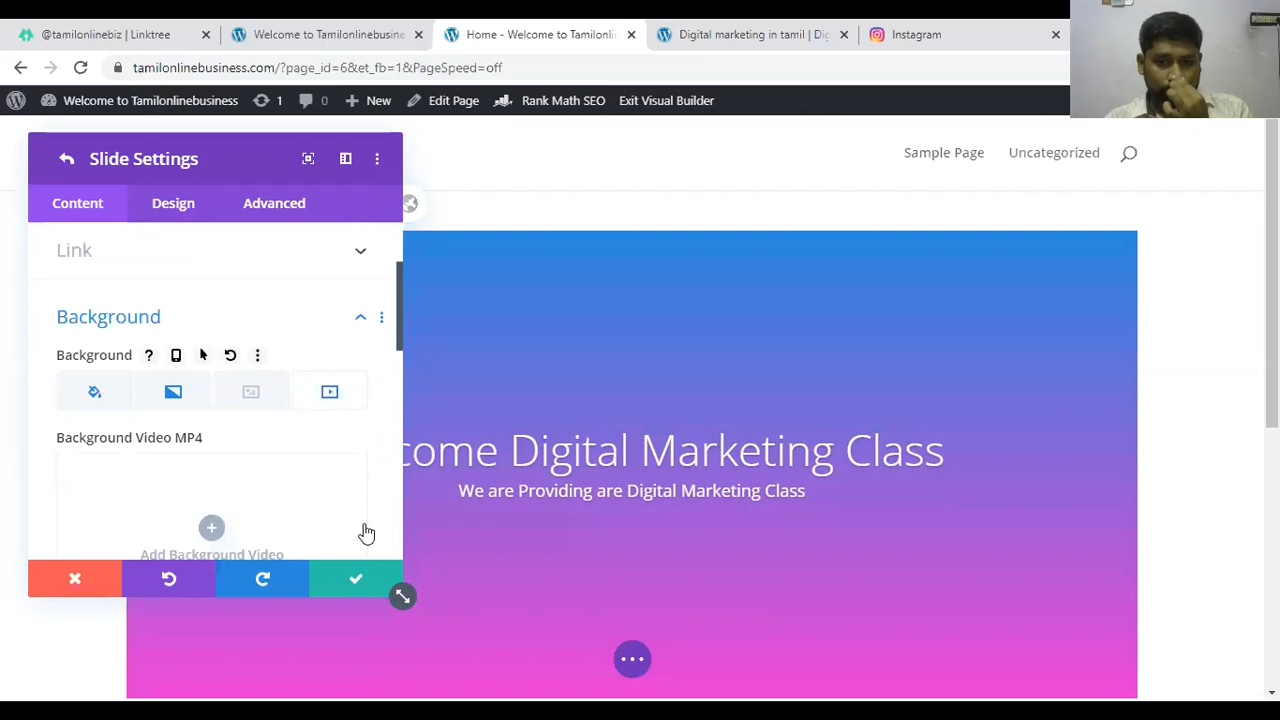 @tamilonlinebiz | Linktree
Welcome to Tamilonlinebusine
Home - Welcome to Tamilonli
Digital marketing in tamil | Dig
Instagram
tamilonlinebusiness.com/?page_id=6&et_fb=1&PageSpeed=off
Welcome to Tamilonlinebusiness 1 0 New Edit Page Rank Math SEO Exit Visual Builder
Sample Page Uncategorized
Slide Settings
Content Design Advanced
Link
Background
Background ?
Background Video MP4
Add Background Video
come Digital Marketing Class
We are Providing are Digital Marketing Class